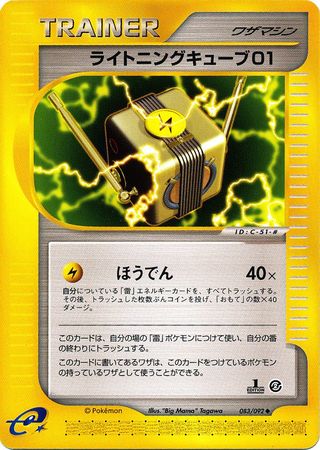 TRAINER ワザマシン
ライトニングキューブ01
ID:C-51-#
ほうでん 40×
自分についている「雷」エネルギーカードを、すべてトラッシュする。
その後、トラッシュした枚数ぶんコインを投げ、「おもて」の数×40
ダメージ。
このカードは、自分の場の「雷」ポケモンにつけて使い、自分の番
の終わりにトラッシュする。
このカードに書いてあるワザは、このカードをつけているポケモン
の持っているワザとして使うことができる。
1 EDITION
e
© Pokémon Illus. "Big Mama" Tagawa 083/092 ◆